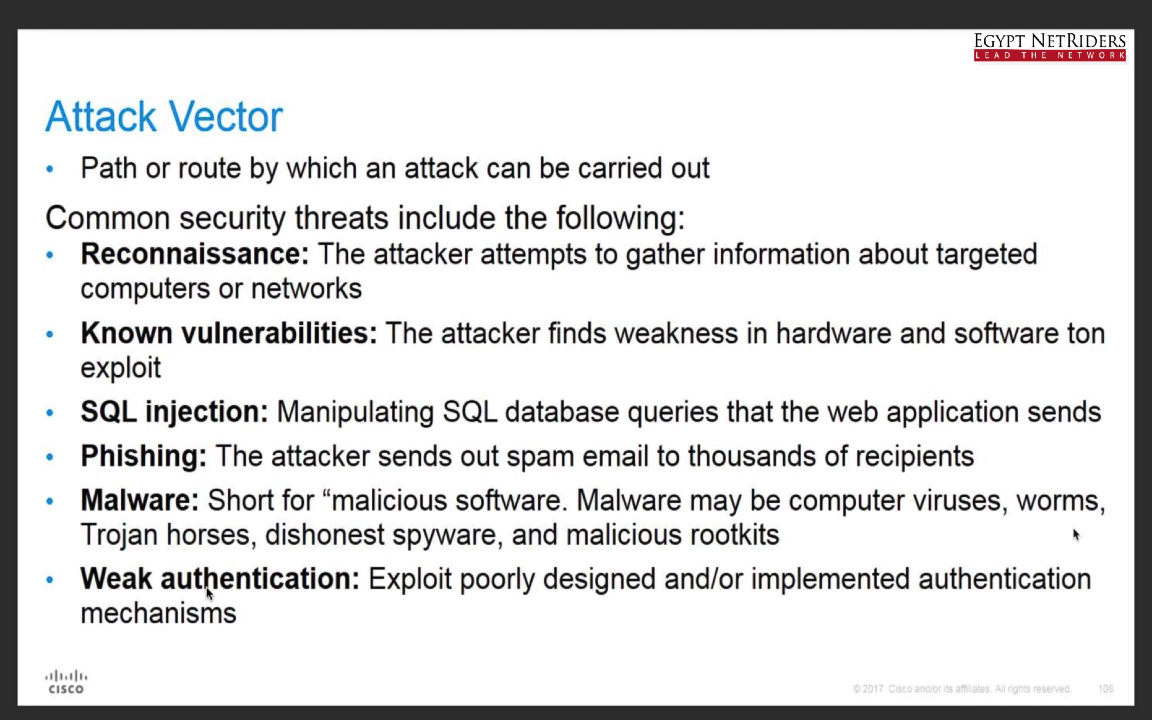 EGYPT NETRIDERS
LEAD THE NETWORK
Attack Vector
• Path or route by which an attack can be carried out
Common security threats include the following:
• Reconnaissance: The attacker attempts to gather information about targeted
computers or networks
• Known vulnerabilities: The attacker finds weakness in hardware and software ton
exploit
• SQL injection: Manipulating SQL database queries that the web application sends
• Phishing: The attacker sends out spam email to thousands of recipients
• Malware: Short for “malicious software. Malware may be computer viruses, worms,
Trojan horses, dishonest spyware, and malicious rootkits
• Weak authentication: Exploit poorly designed and/or implemented authentication
mechanisms
CISCO
© 2017 Cisco and/or its affiliates. All rights reserved. 108